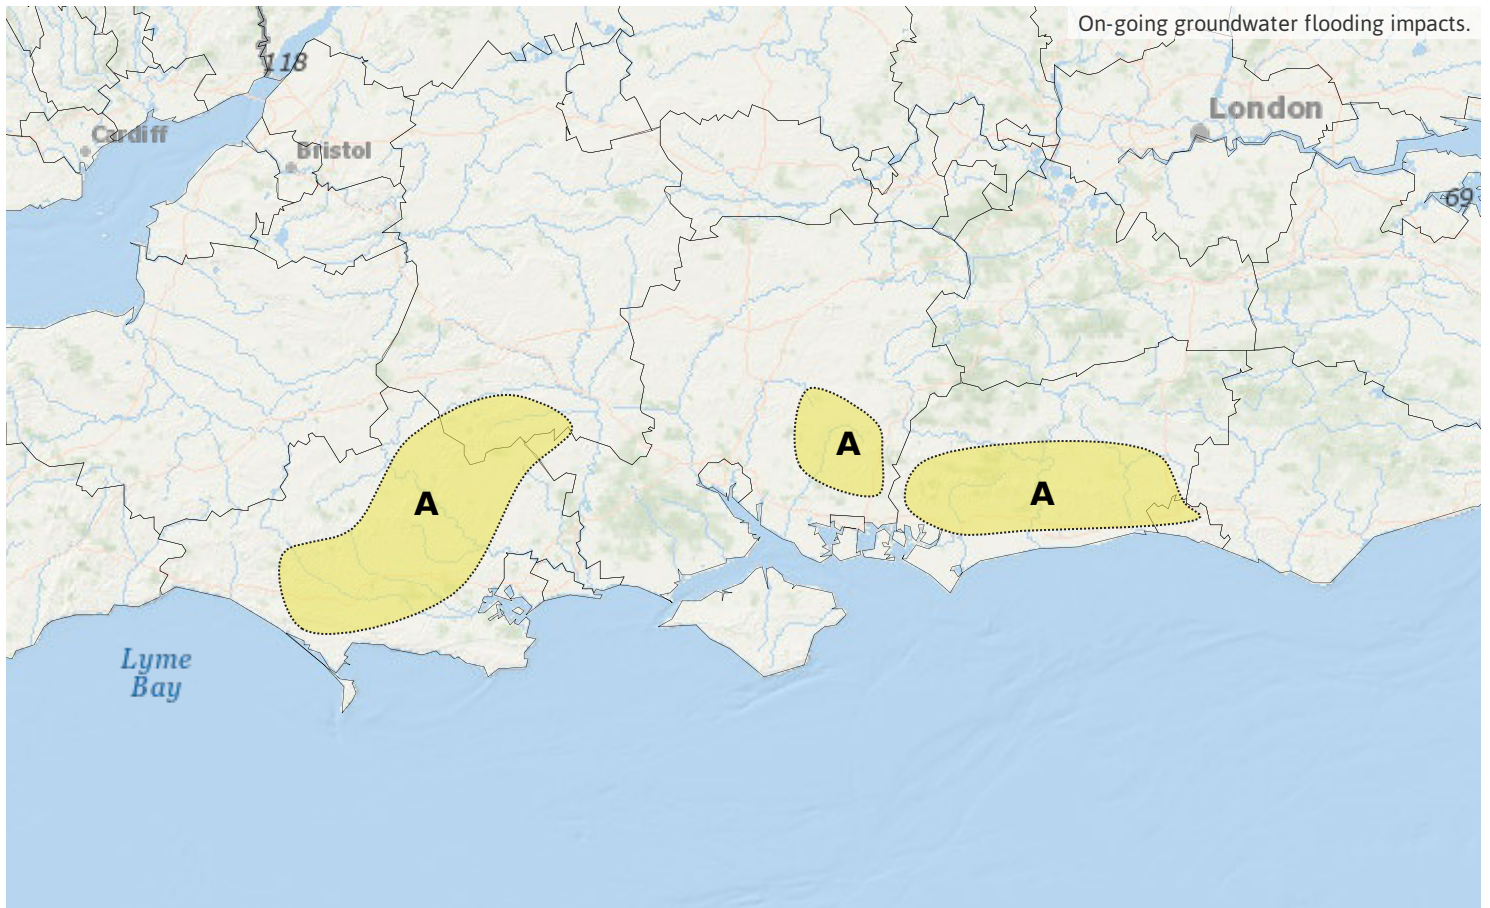 On-going groundwater flooding impacts.
118
London
Cardiff
Bristol
69
A
A
A
Lyme
Bay